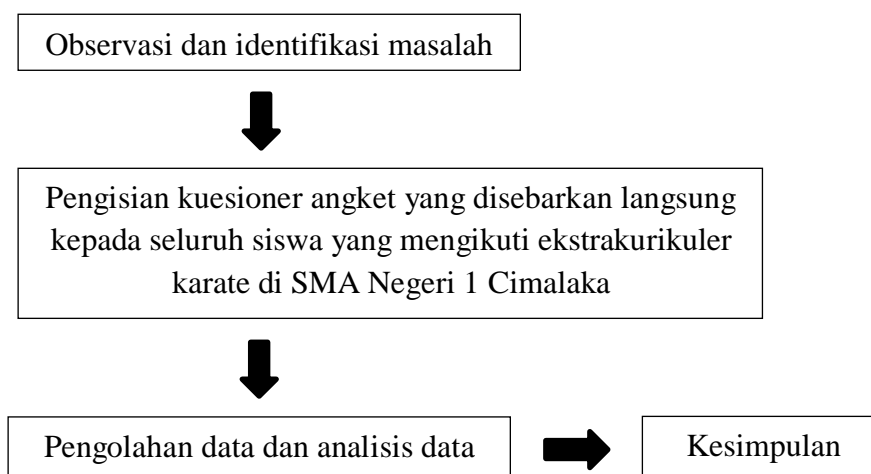 Observasi dan identifikasi masalah
Pengisian kuesioner angket yang disebarkan langsung
kepada seluruh siswa yang mengikuti ekstrakurikuler
karate di SMA Negeri 1 Cimalaka
Pengolahan data dan analisis data
Kesimpulan